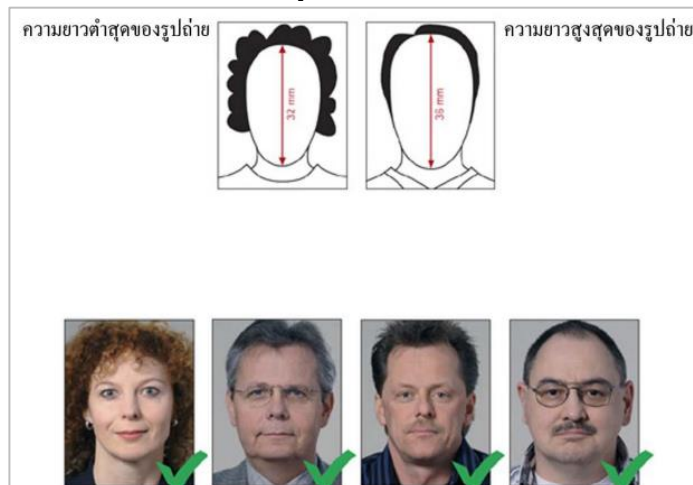 ความยาวต่ำสุดของรูปถ่าย
ความยาวสูงสุดของรูปถ่าย
32 mm
36 mm